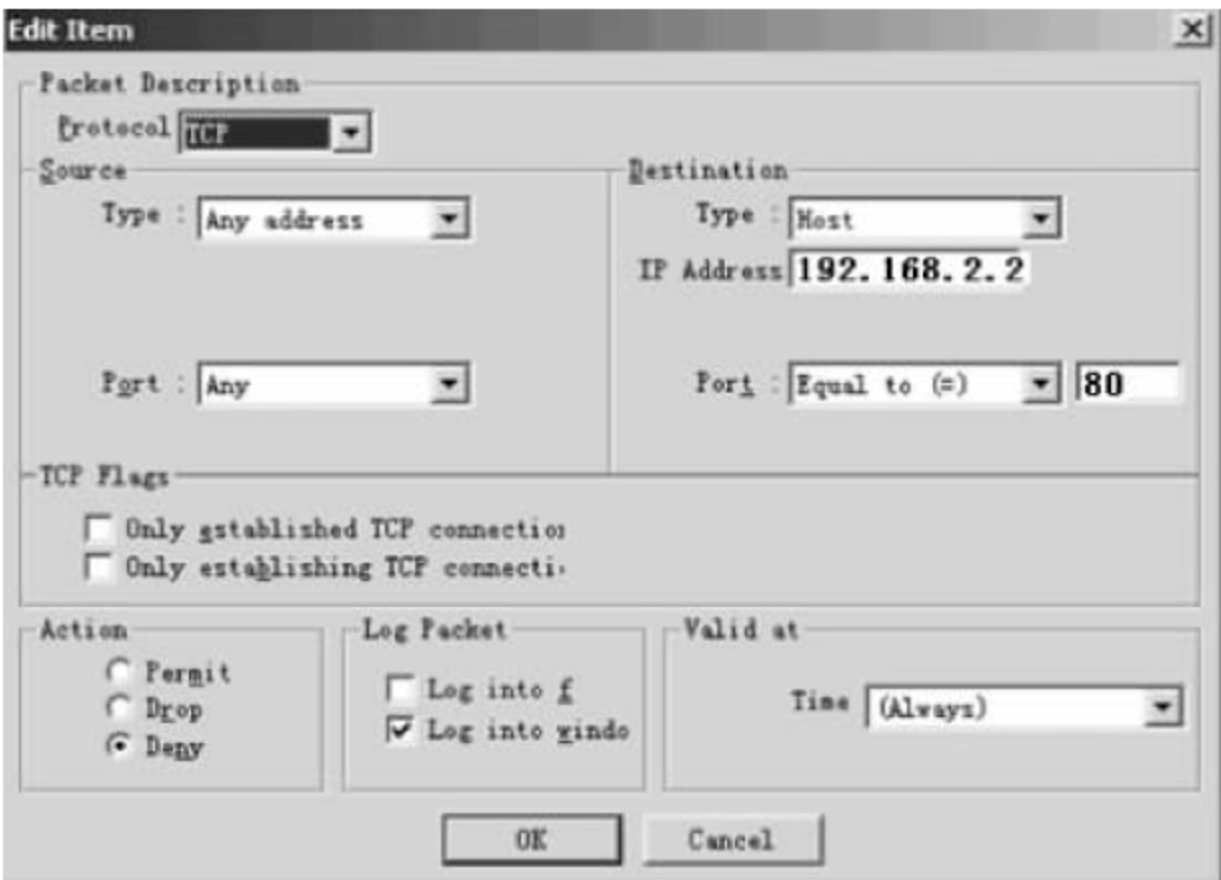 Edit Item
Packet Description
Protocol TCP
Source
Type : Any address
Port : Any
Destination
Type : Host
IP Address 192.168.2.2
Port : Equal to (=) 80
TCP Flags
Only established TCP connection
Only establishing TCP connecti
Action
Permit
Drop
Deny
Log Packet
Log into f
Log into windo
Valid at
Time (Always)
OK Cancel